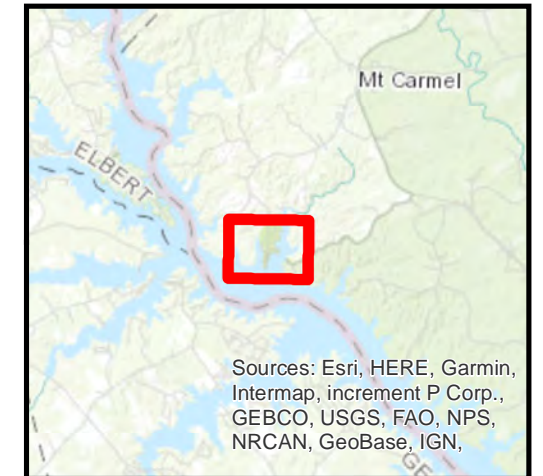 Mt Carmel
ELBERT
Sources: Esri, HERE, Garmin,
Intermap, increment P Corp.,
GEBCO, USGS, FAO, NPS,
NRCAN, GeoBase, IGN,